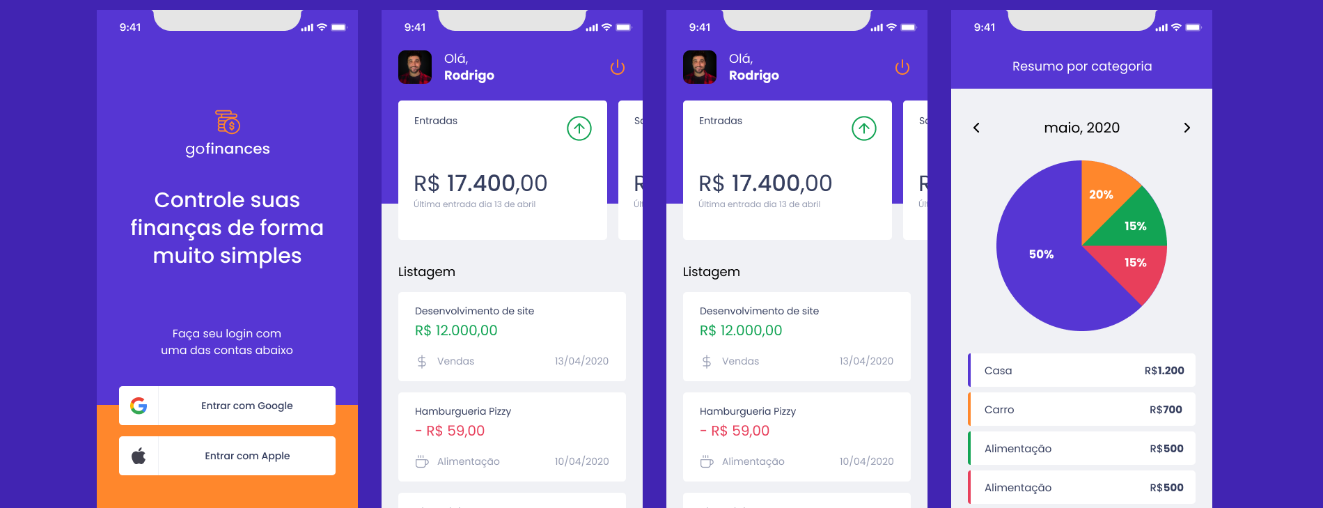 9:41
gofinances
Controle suas
finanças de forma
muito simples
Faça seu login com
uma das contas abaixo
Entrar com Google
Entrar com Apple
9:41
Olá,
Rodrigo
Entradas
R$ 17.400,00
Última entrada dia 13 de abril
Listagem
Desenvolvimento de site
R$ 12.000,00
Vendas 13/04/2020
Hamburgueria Pizzy
- R$ 59,00
Alimentação 10/04/2020
9:41
Olá,
Rodrigo
Entradas
R$ 17.400,00
Última entrada dia 13 de abril
Listagem
Desenvolvimento de site
R$ 12.000,00
Vendas 13/04/2020
Hamburgueria Pizzy
- R$ 59,00
Alimentação 10/04/2020
9:41
Resumo por categoria
maio, 2020
20%
15%
50%
15%
Casa R$1.200
Carro R$700
Alimentação R$500
Alimentação R$500